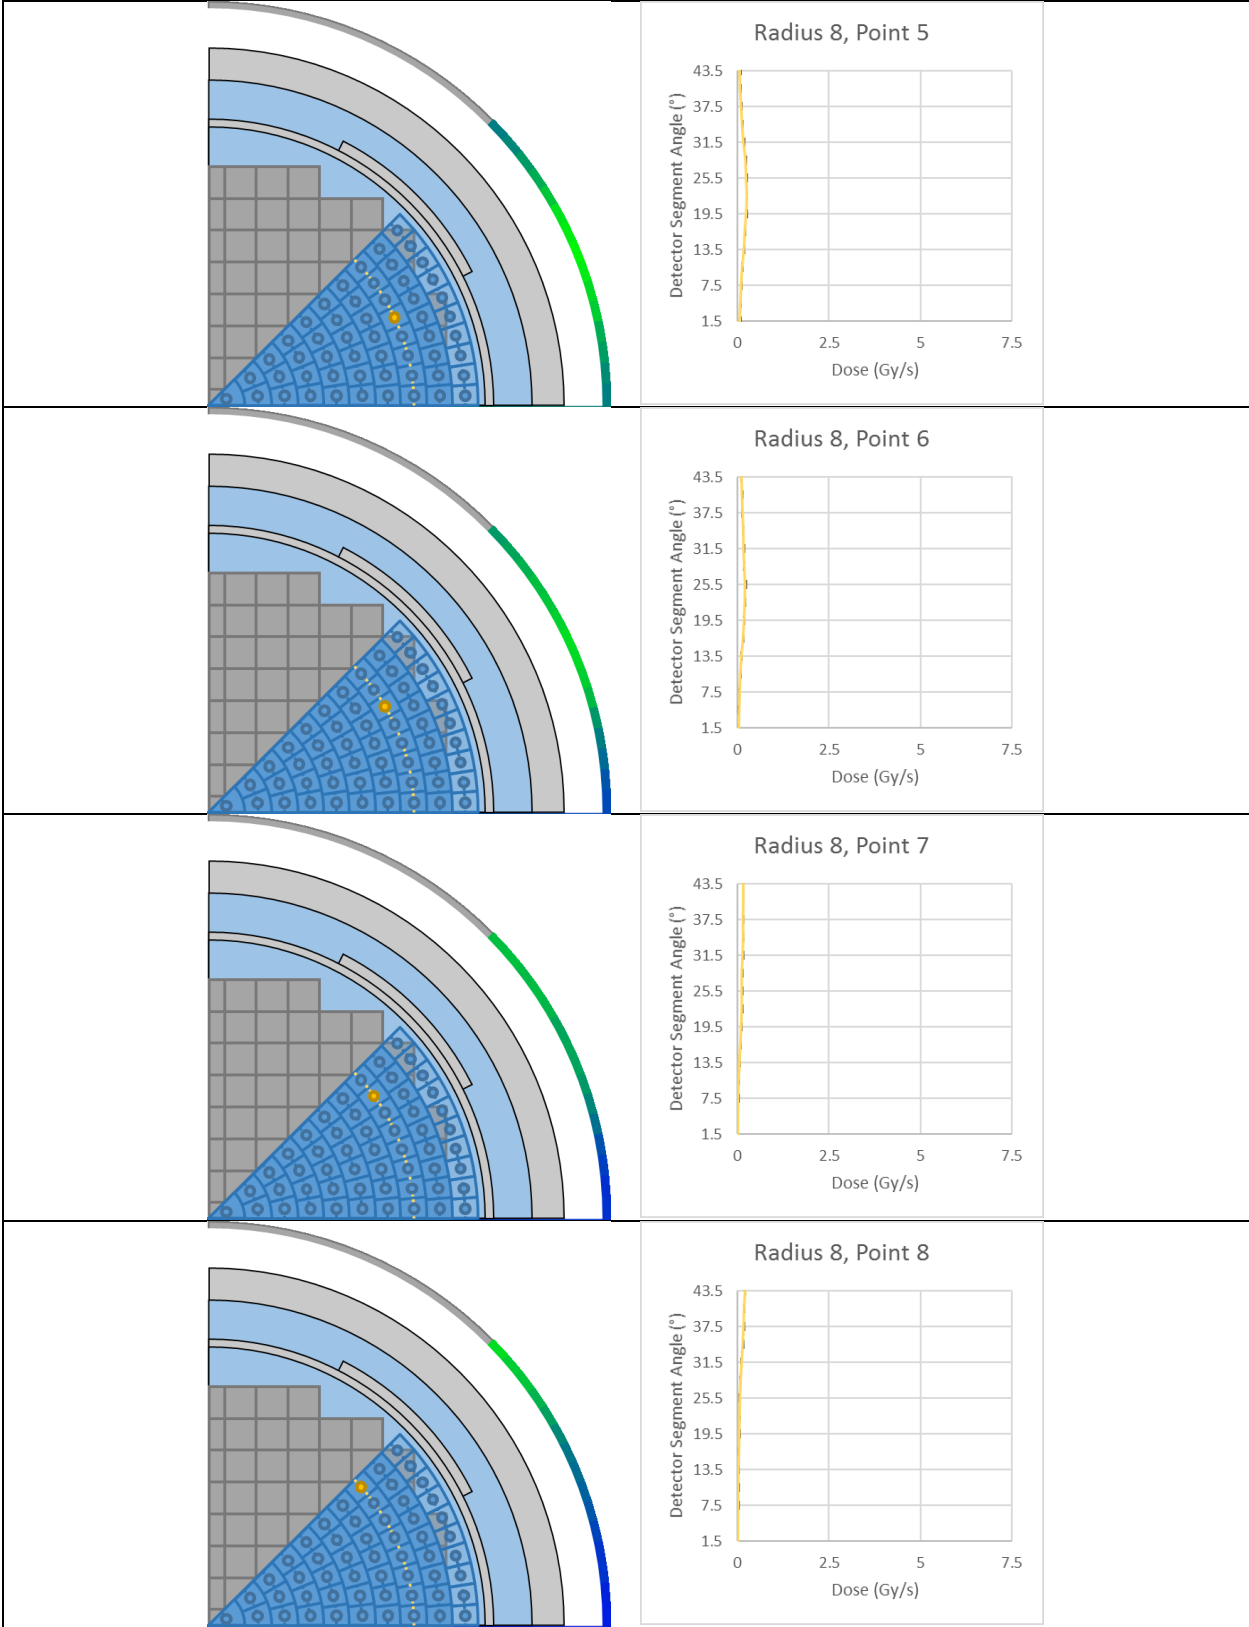 Radius 8, Point 5
Detector Segment Angle (°)
43.5
37.5
31.5
25.5
19.5
13.5
7.5
1.5
0 2.5 5 7.5
Dose (Gy/s)
Radius 8, Point 6
Detector Segment Angle (°)
43.5
37.5
31.5
25.5
19.5
13.5
7.5
1.5
0 2.5 5 7.5
Dose (Gy/s)
Radius 8, Point 7
Detector Segment Angle (°)
43.5
37.5
31.5
25.5
19.5
13.5
7.5
1.5
0 2.5 5 7.5
Dose (Gy/s)
Radius 8, Point 8
Detector Segment Angle (°)
43.5
37.5
31.5
25.5
19.5
13.5
7.5
1.5
0 2.5 5 7.5
Dose (Gy/s)